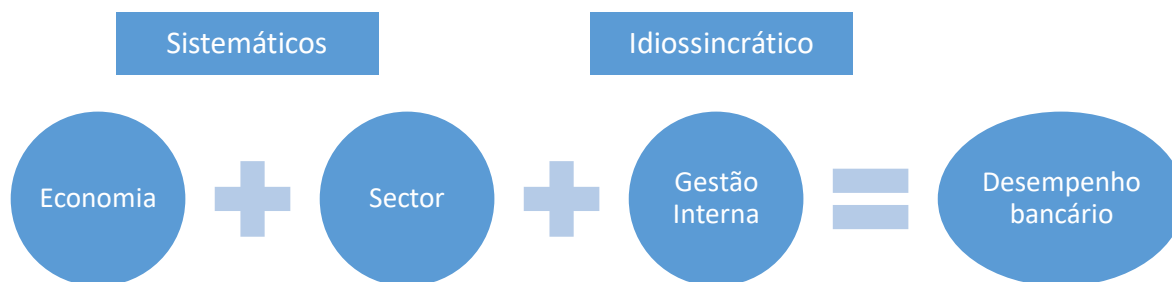 Sistemáticos
Idiossincrático
Economia
Sector
Gestão
Interna
Desempenho
bancário